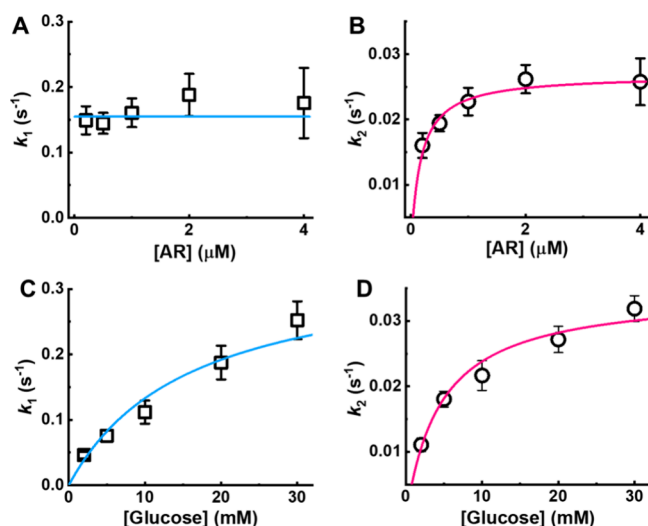 A
k₁ (s⁻¹)
0.3
0.2
0.1
0.0
0
2
4
[AR] (μM)
B
k₂ (s⁻¹)
0.03
0.02
0.01
0
2
4
[AR] (μM)
C
k₁ (s⁻¹)
0.3
0.2
0.1
0.0
0
10
20
30
[Glucose] (mM)
D
k₂ (s⁻¹)
0.03
0.02
0.01
0
10
20
30
[Glucose] (mM)